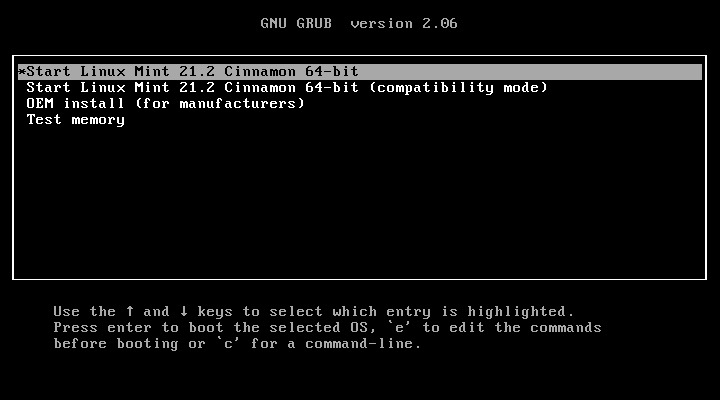 GNU GRUB  version 2.06
*Start Linux Mint 21.2 Cinnamon 64-bit
Start Linux Mint 21.2 Cinnamon 64-bit (compatibility mode)
OEM install (for manufacturers)
Test memory
Use the ↑ and ↓ keys to select which entry is highlighted.
Press enter to boot the selected OS, `e' to edit the commands
before booting or `c' for a command-line.